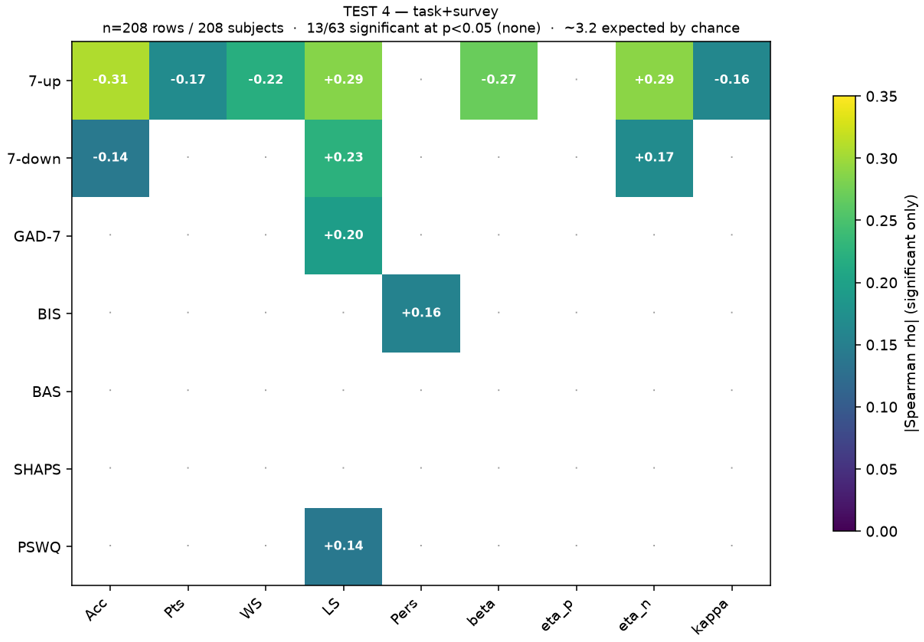 TEST 4 — task+survey
n=208 rows / 208 subjects · 13/63 significant at p<0.05 (none) · ~3.2 expected by chance
7-up -0.31 -0.17 -0.22 +0.29 · -0.27 · +0.29 -0.16
7-down -0.14 · · +0.23 · · · +0.17 ·
GAD-7 · · · +0.20 · · · · ·
BIS · · · · +0.16 · · · ·
BAS · · · · · · · · ·
SHAPS · · · · · · · · ·
PSWQ · · · +0.14 · · · · ·
Acc Pts WS LS Pers beta eta_p eta_n kappa
0.35
0.30
0.25
0.20
0.15
0.10
0.05
0.00
|Spearman rho| (significant only)